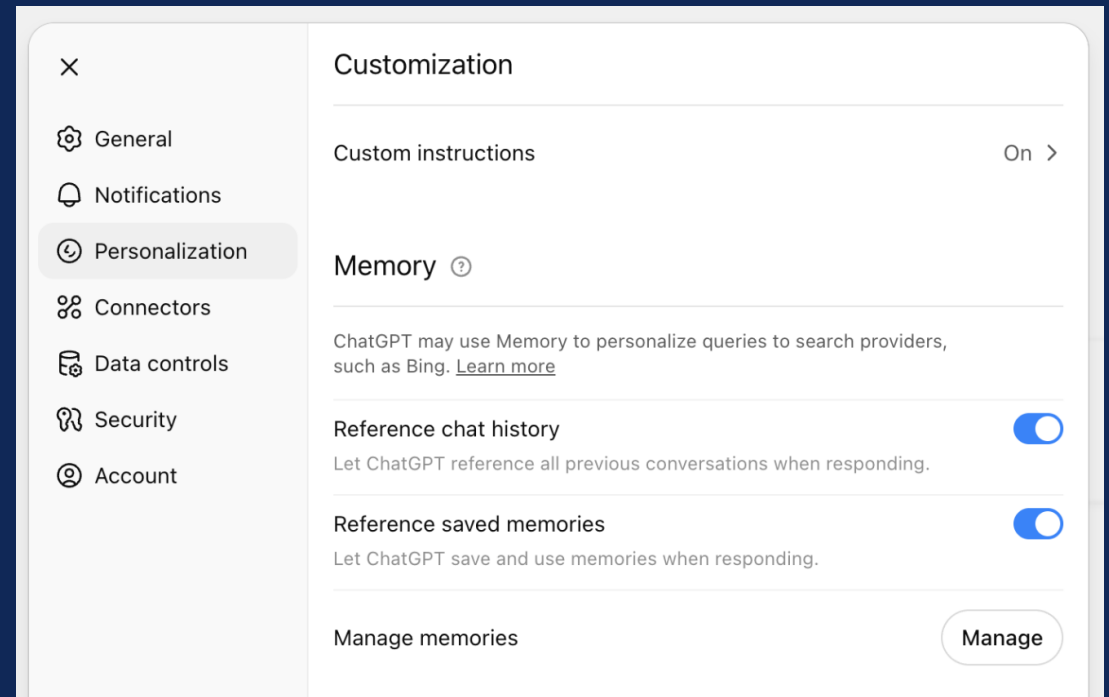 General
Notifications
Personalization
Connectors
Data controls
Security
Account
Customization
Custom instructions
On
Memory
ChatGPT may use Memory to personalize queries to search providers,
such as Bing. Learn more
Reference chat history
Let ChatGPT reference all previous conversations when responding.
Reference saved memories
Let ChatGPT save and use memories when responding.
Manage memories
Manage